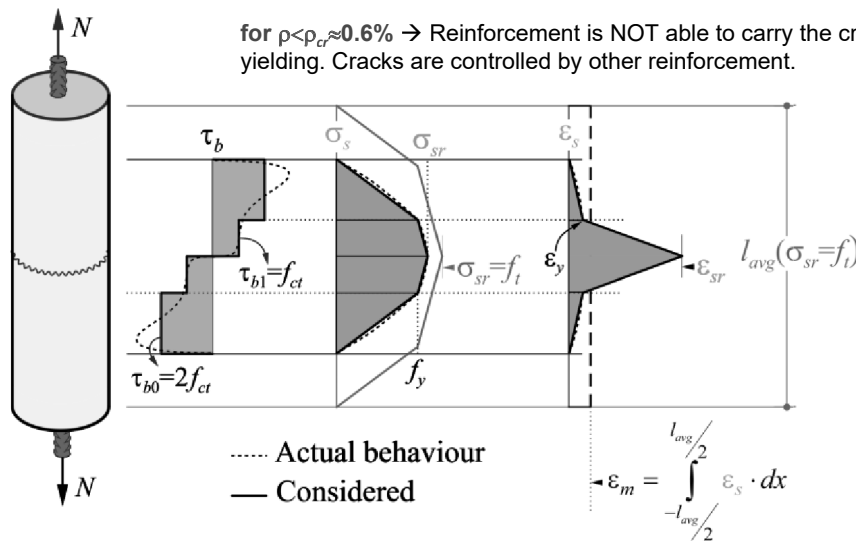 for ρ<ρcr≈0.6% → Reinforcement is NOT able to carry the cr
yielding. Cracks are controlled by other reinforcement.
N
τb
σs
σsr
εs
τb1=fct
σsr=ft
εy
εsr
lavg(σsr=ft)
τb0=2fct
fy
N
Actual behaviour
Considered
εm = ∫ εs · dx
lavg/2
-lavg/2